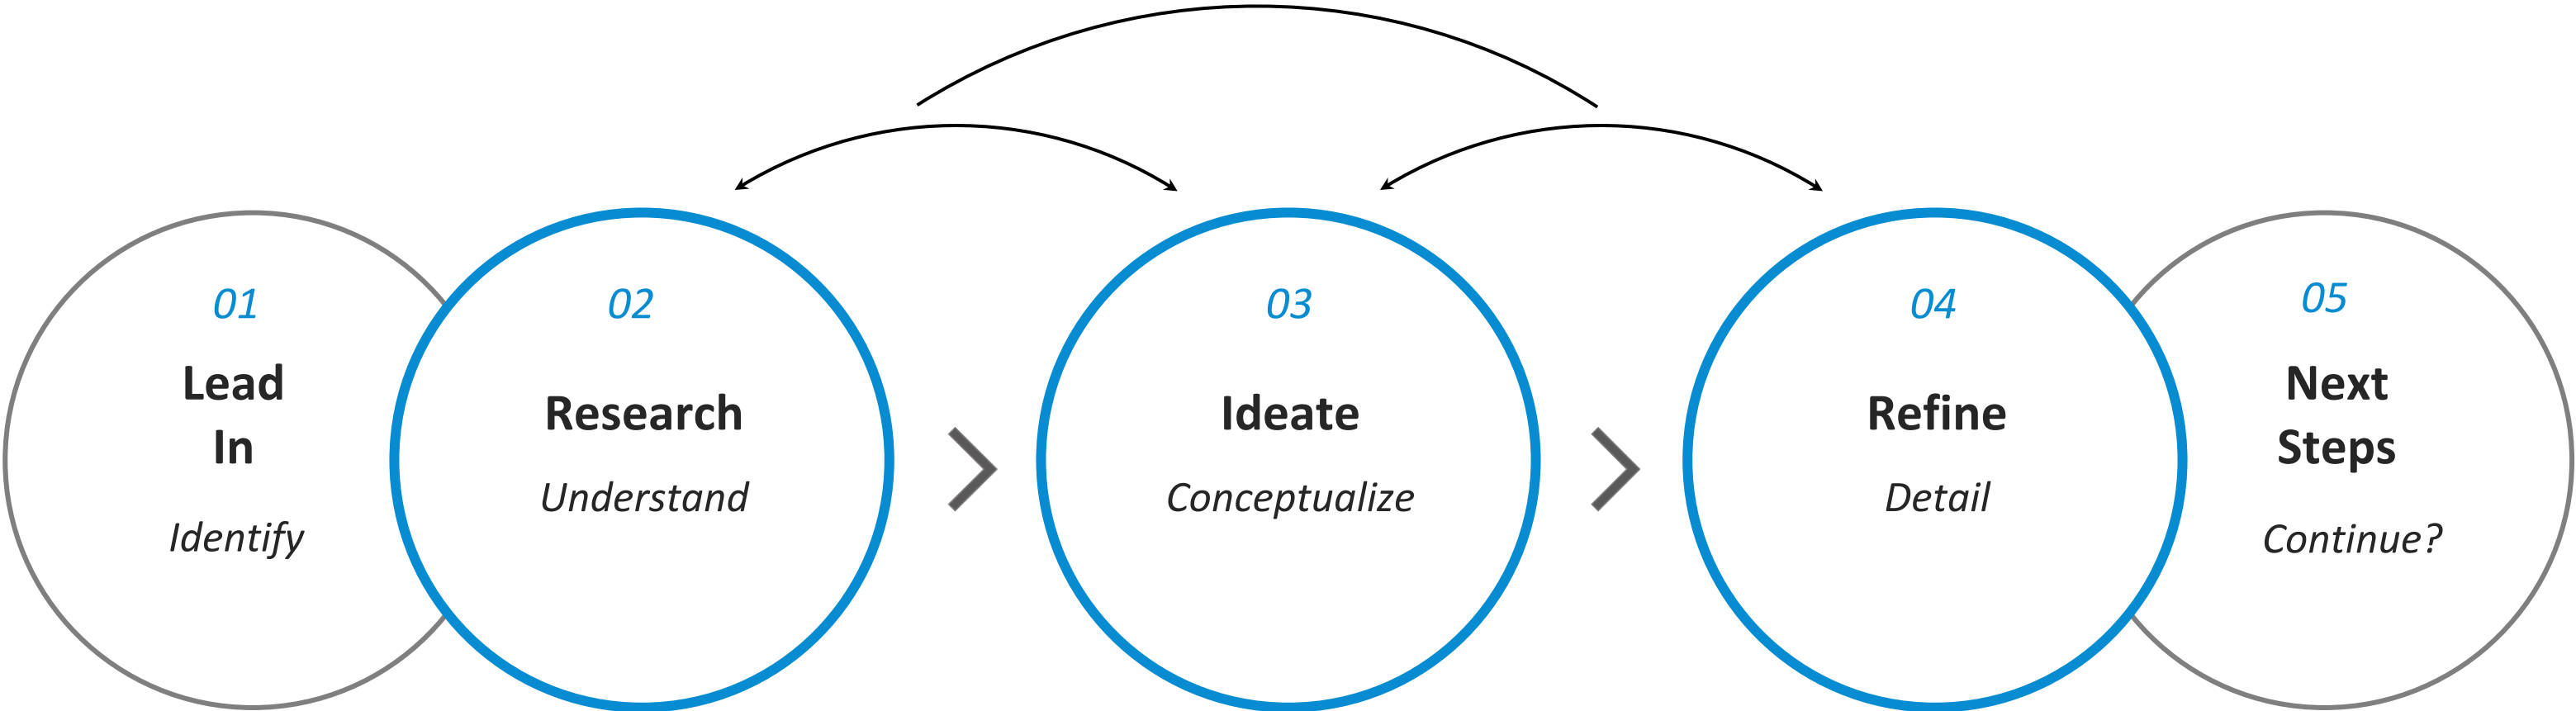 01
Lead
In
Identify
02
Research
Understand
03
Ideate
Conceptualize
04
Refine
Detail
05
Next
Steps
Continue?